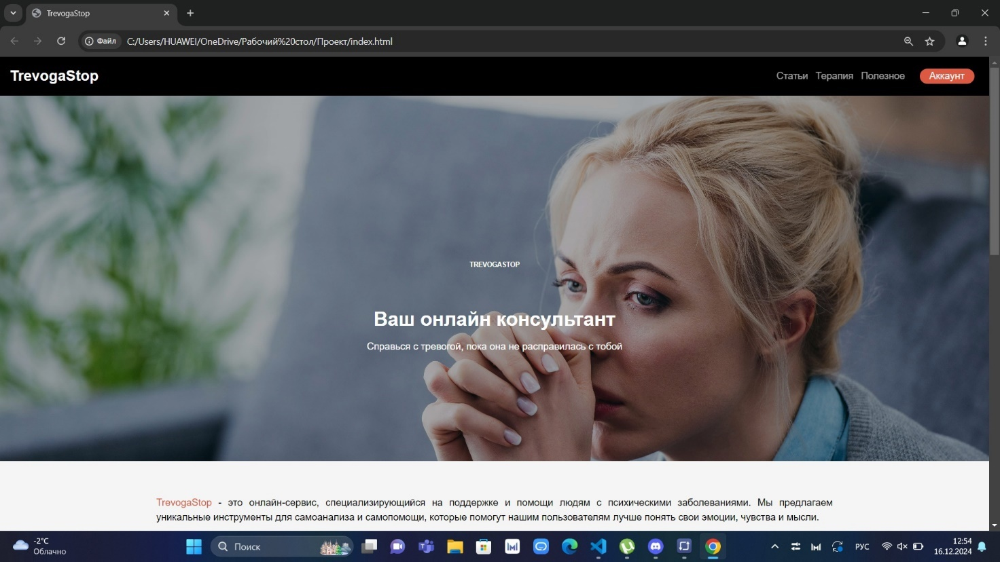 TrevogaStop
Файл
C:/Users/HUAWEI/OneDrive/Рабочий%20стол/Проект/index.html
TrevogaStop
Статьи Терапия Полезное Аккаунт
TREVOGASTOP
Ваш онлайн консультант
Справься с тревогой, пока она не расправилась с тобой
TrevogaStop - это онлайн-сервис, специализирующийся на поддержке и помощи людям с психическими заболеваниями. Мы предлагаем
уникальные инструменты для самоанализа и самопомощи, которые помогут нашим пользователям лучше понять свои эмоции, чувства и мысли.
-2°C
Облачно
Поиск
РУС
12:54
16.12.2024